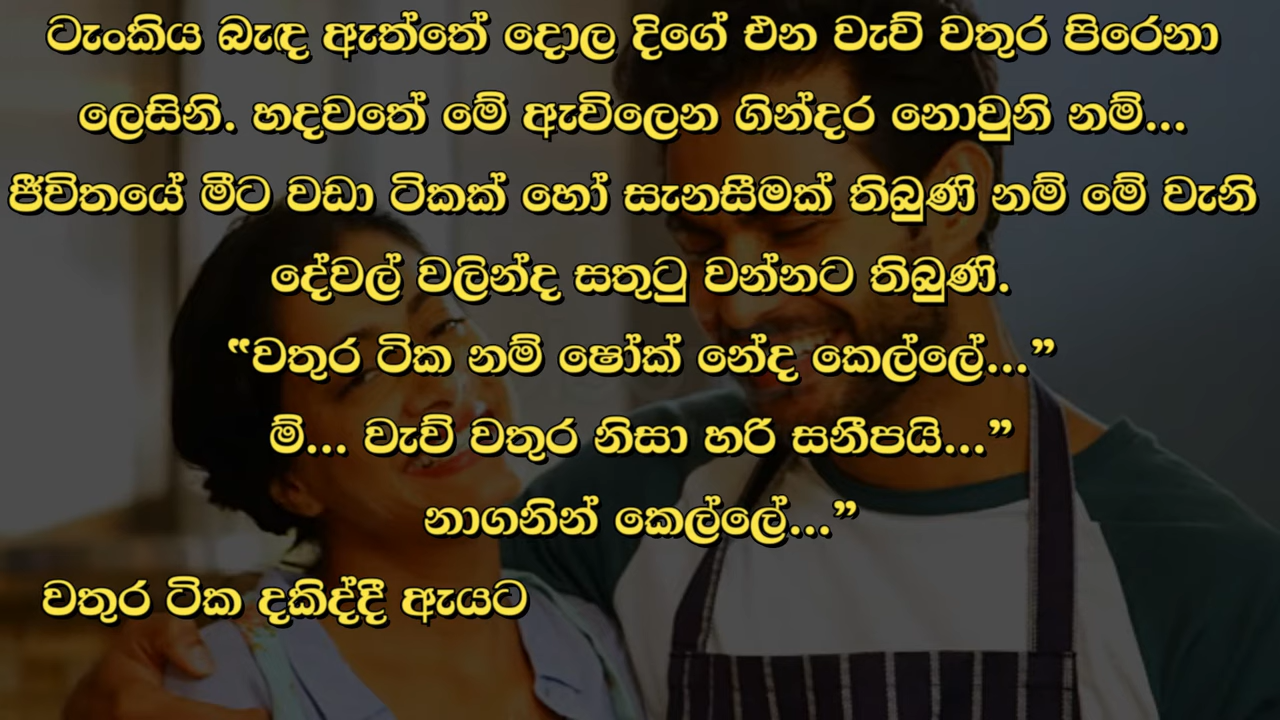 ටැංකිය බැඳ ඇත්තේ දොල දිගේ එන වැව් වතුර පිරෙනා
ලෙසිනි. හදවතේ මේ ඇවිලෙන ගින්දර නොවුනි නම්...
ජීවිතයේ මීට වඩා ටිකක් හෝ සැනසීමක් තිබුණි නම් මේ වැනි
දේවල් වලින්ද සතුටු වන්නට තිබුණි.
“වතුර ටික නම් ෂෝක් නේද කෙල්ලේ...”
ම්... වැව් වතුර නිසා හරි සනීපයි...”
නාගනින් කෙල්ලේ...”
වතුර ටික දකිද්දී ඇයට